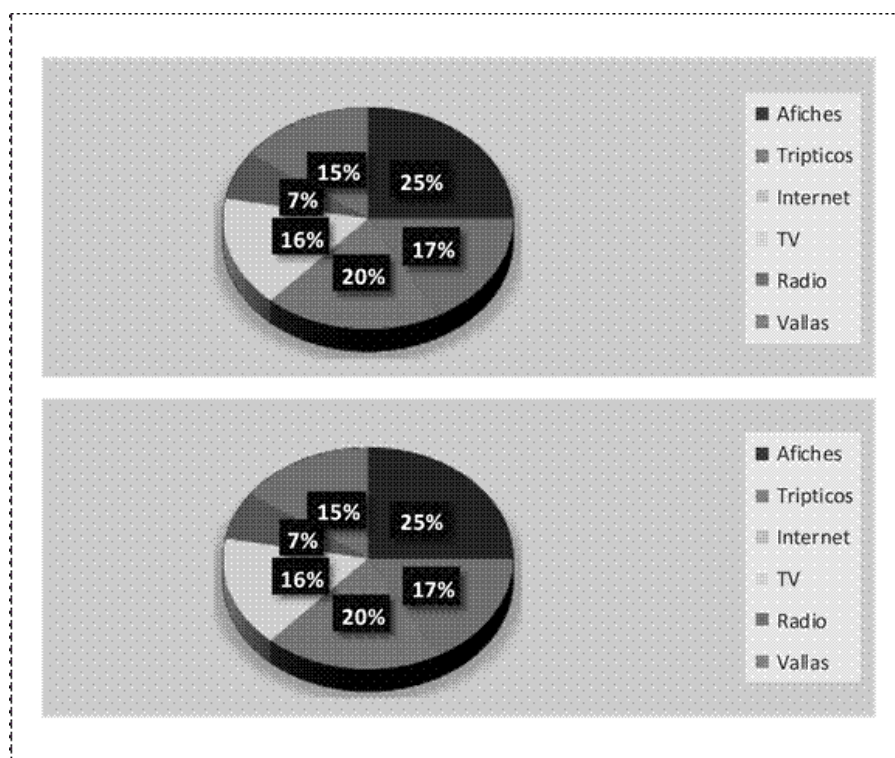 15%
25%
7%
16%
17%
20%
Afiches
Tripticos
Internet
TV
Radio
Vallas
15%
25%
7%
16%
17%
20%
Afiches
Tripticos
Internet
TV
Radio
Vallas